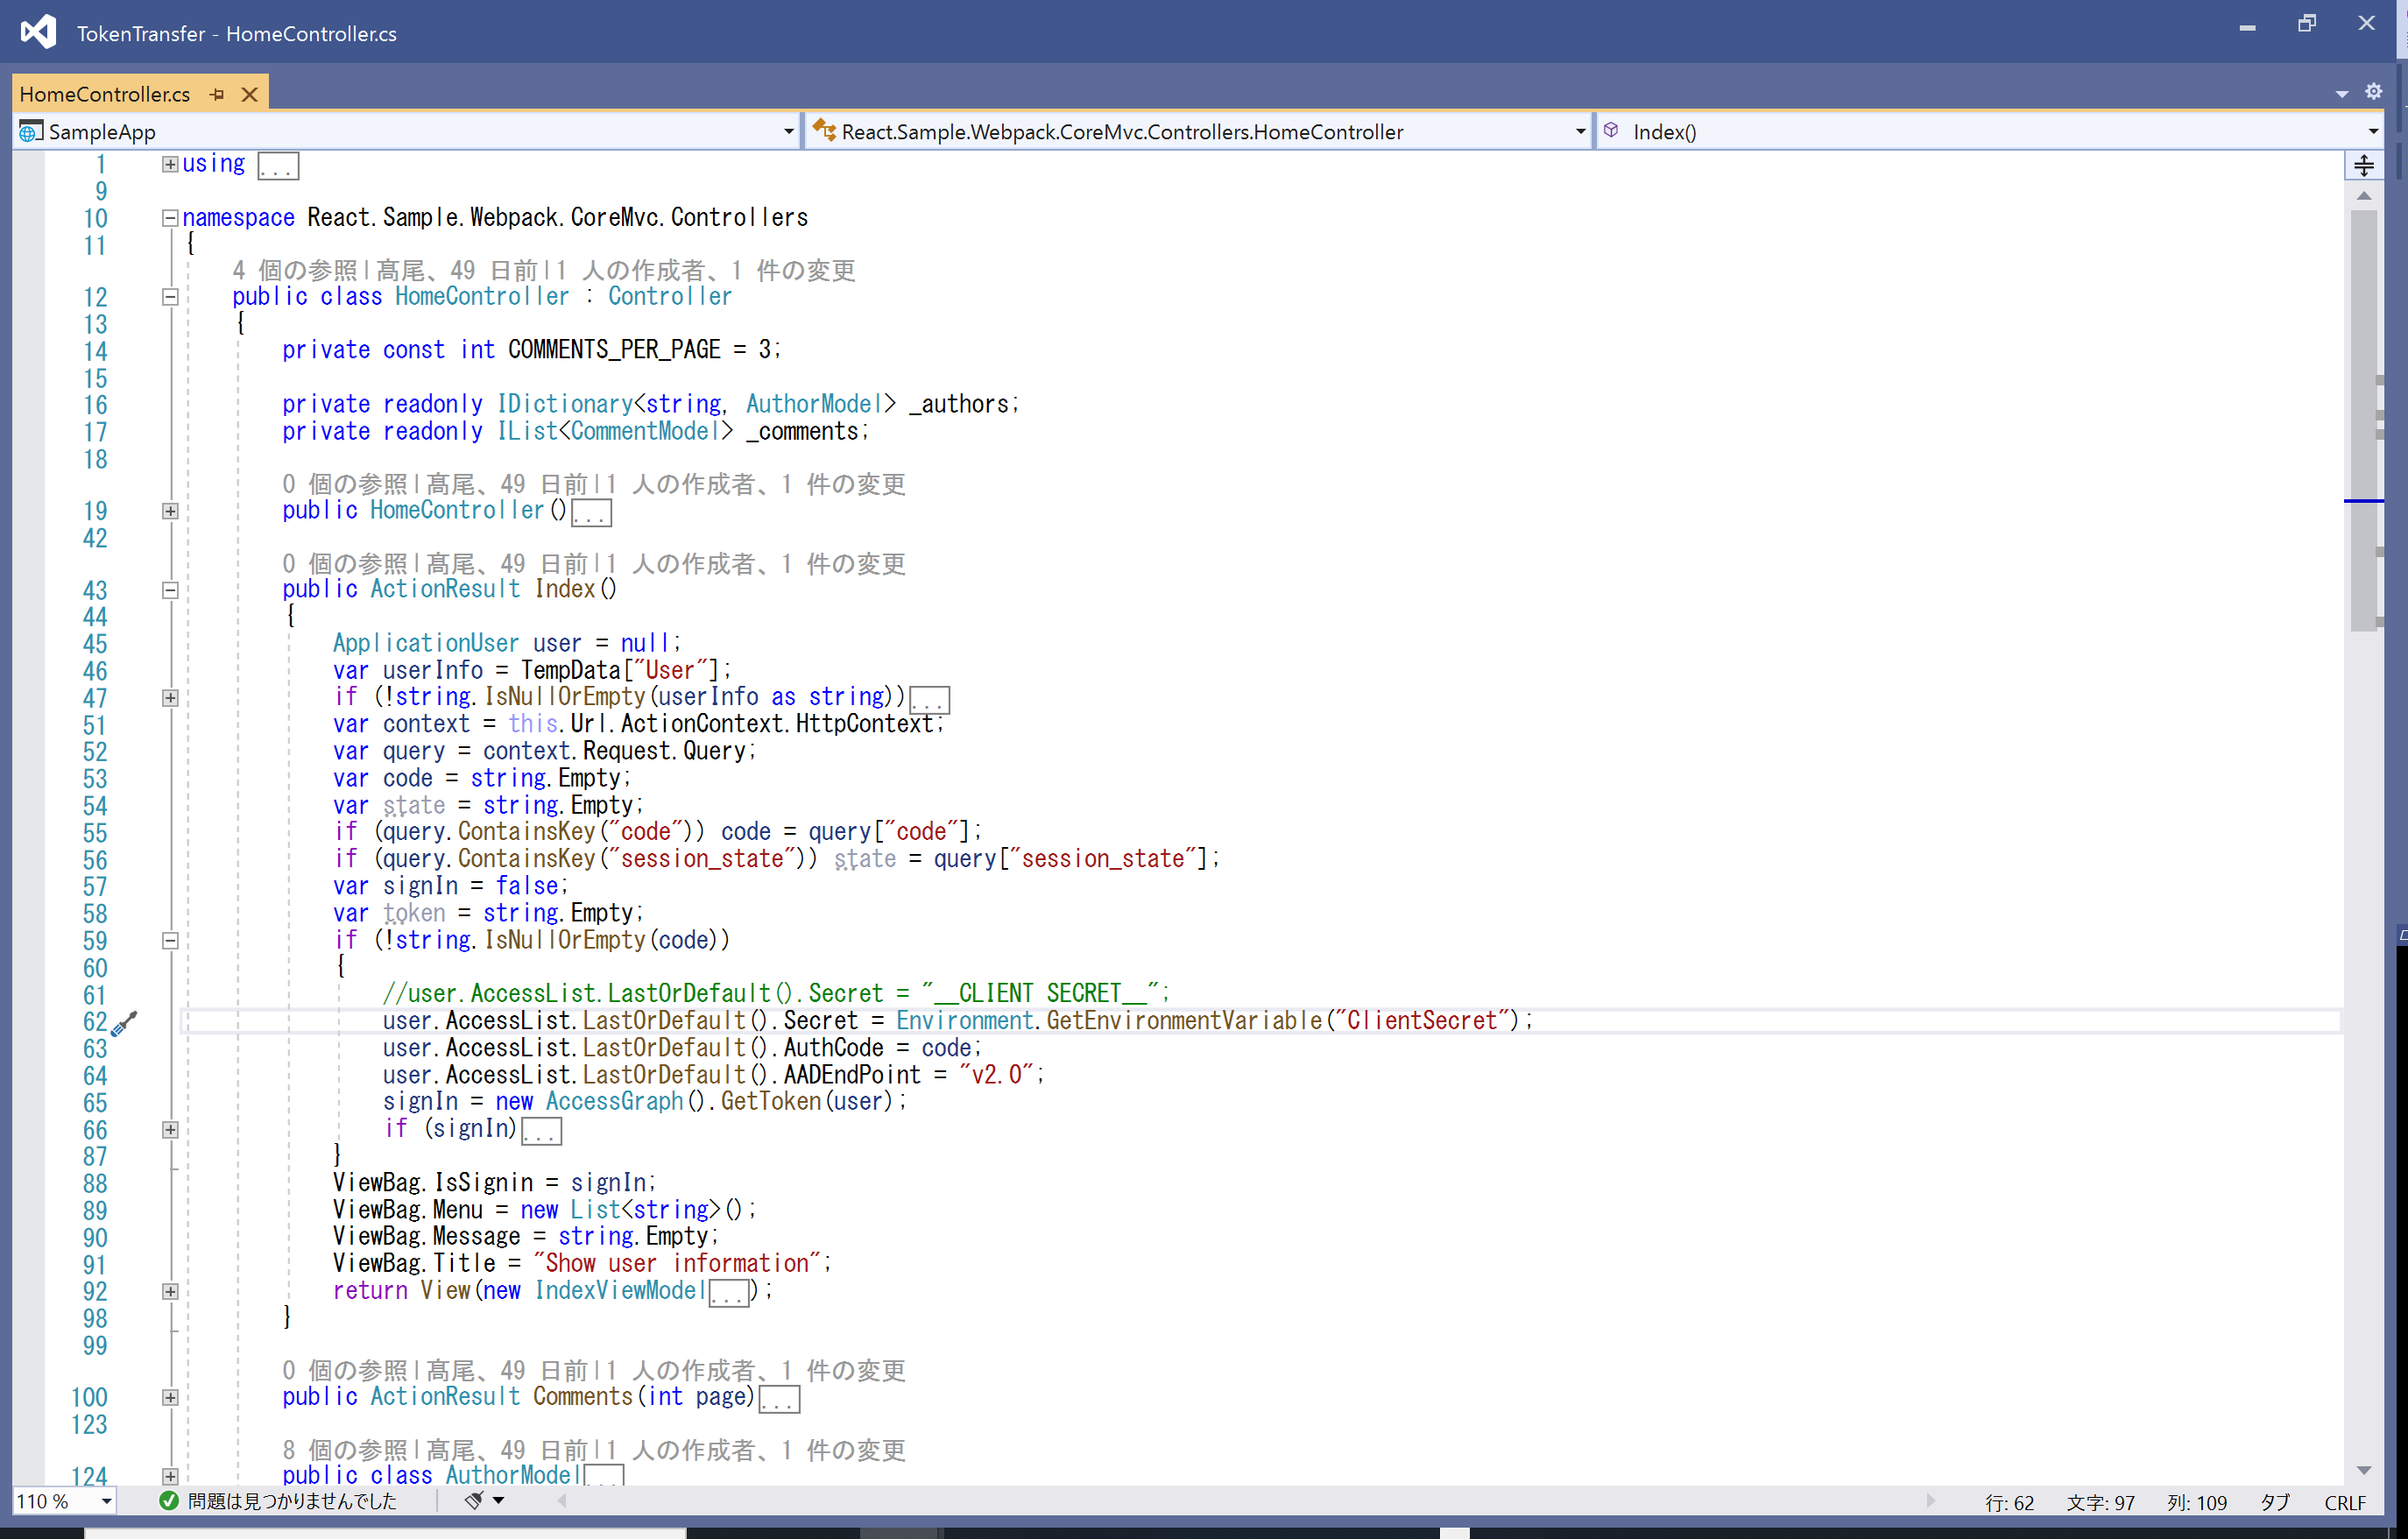 TokenTransfer - HomeController.cs
HomeController.cs
SampleApp React.Sample.Webpack.CoreMvc.Controllers.HomeController Index()
1 using ...
9
10 namespace React.Sample.Webpack.CoreMvc.Controllers
11 {
4 個の参照|髙尾、49 日前|1 人の作成者、1 件の変更
12 public class HomeController : Controller
13 {
14 private const int COMMENTS_PER_PAGE = 3;
15
16 private readonly IDictionary<string, AuthorModel> _authors;
17 private readonly IList<CommentModel> _comments;
18
0 個の参照|髙尾、49 日前|1 人の作成者、1 件の変更
19 public HomeController()...
42
0 個の参照|髙尾、49 日前|1 人の作成者、1 件の変更
43 public ActionResult Index()
44 {
45 ApplicationUser user = null;
46 var userInfo = TempData["User"];
47 if (!string.IsNullOrEmpty(userInfo as string))...
51 var context = this.Url.ActionContext.HttpContext;
52 var query = context.Request.Query;
53 var code = string.Empty;
54 var state = string.Empty;
55 if (query.ContainsKey("code")) code = query["code"];
56 if (query.ContainsKey("session_state")) state = query["session_state"];
57 var signIn = false;
58 var token = string.Empty;
59 if (!string.IsNullOrEmpty(code))
60 {
61 //user.AccessList.LastOrDefault().Secret = "__CLIENT SECRET__";
62 user.AccessList.LastOrDefault().Secret = Environment.GetEnvironmentVariable("ClientSecret");
63 user.AccessList.LastOrDefault().AuthCode = code;
64 user.AccessList.LastOrDefault().AADEndPoint = "v2.0";
65 signIn = new AccessGraph().GetToken(user);
66 if (signIn)...
87 }
88 ViewBag.IsSignin = signIn;
89 ViewBag.Menu = new List<string>();
90 ViewBag.Message = string.Empty;
91 ViewBag.Title = "Show user information";
92 return View(new IndexViewModel...);
98 }
99
0 個の参照|髙尾、49 日前|1 人の作成者、1 件の変更
100 public ActionResult Comments(int page)...
123
8 個の参照|髙尾、49 日前|1 人の作成者、1 件の変更
124 public class AuthorModel...
110 % 問題は見つかりませんでした 行: 62 文字: 97 列: 109 タブ CRLF